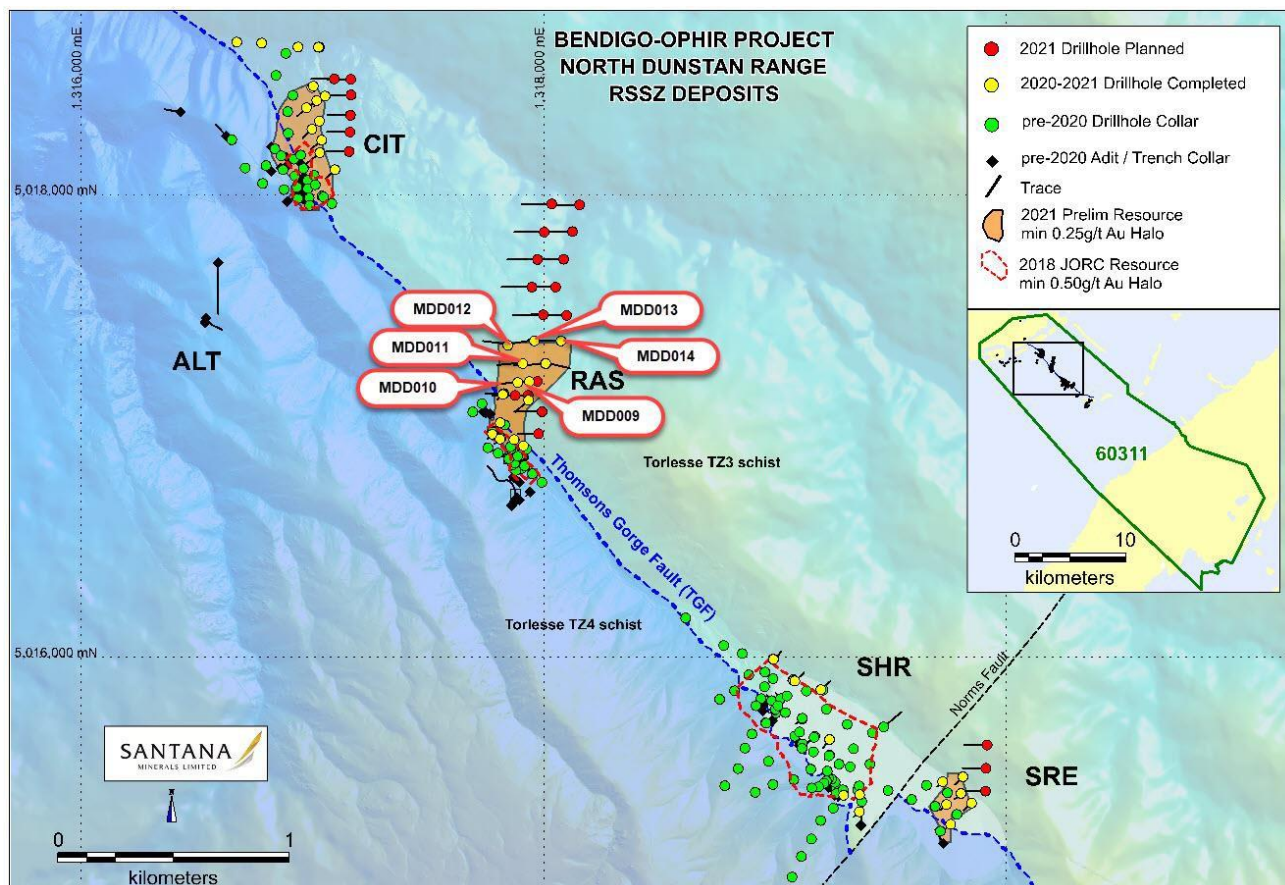 BENDIGO-OPHIR PROJECT
NORTH DUNSTAN RANGE
RSSZ DEPOSITS
1,316,000 mE
1,318,000 mE
5,018,000 mN
5,016,000 mN
CIT
ALT
RAS
SHR
SRE
MDD012
MDD013
MDD011
MDD014
MDD010
MDD009
Torlesse TZ3 schist
Thomsons Gorge Fault (TGF)
Torlesse TZ4 schist
Norms Fault
2021 Drillhole Planned
2020-2021 Drillhole Completed
pre-2020 Drillhole Collar
pre-2020 Adit / Trench Collar
Trace
2021 Prelim Resource
min 0.25g/t Au Halo
2018 JORC Resource
min 0.50g/t Au Halo
60311
0 10
kilometers
SANTANA
MINERALS LIMITED
0 1
kilometers